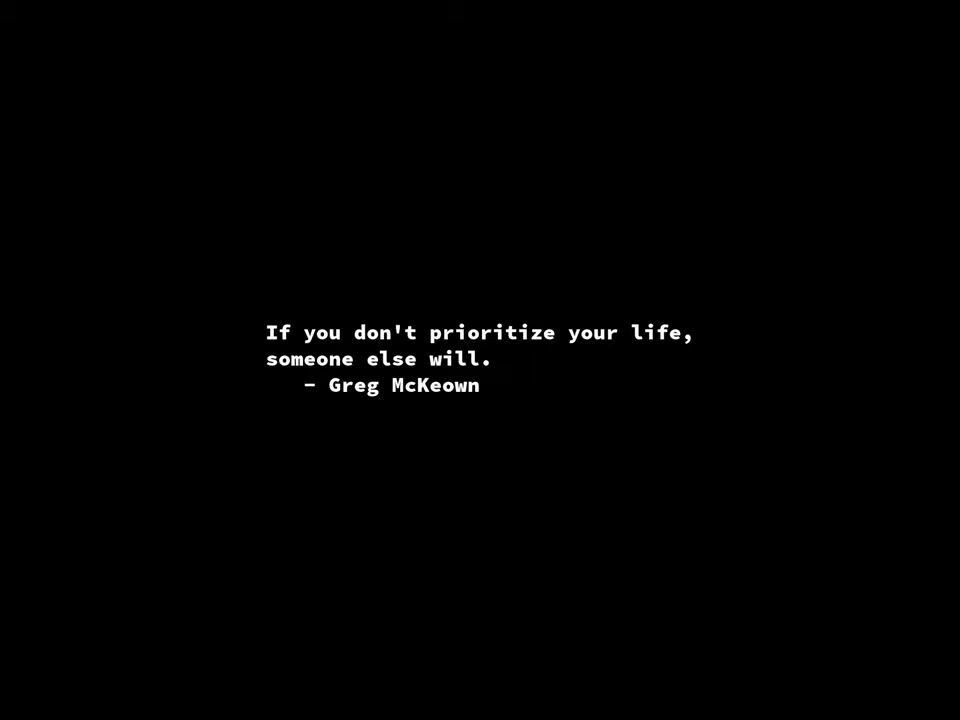 If you don't prioritize your life,
someone else will.
– Greg McKeown